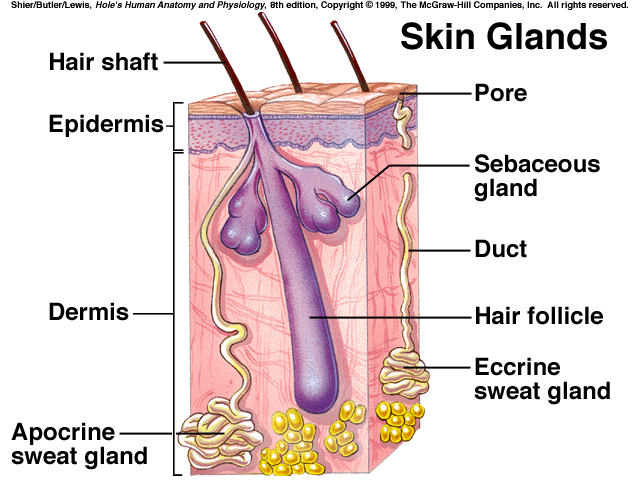 Shier/Butler/Lewis, Hole's Human Anatomy and Physiology, 8th edition, Copyright © 1999, The McGraw-Hill Companies, Inc. All rights reserved.
Skin Glands
Hair shaft
Pore
Epidermis
Sebaceous
gland
Duct
Dermis
Hair follicle
Eccrine
sweat gland
Apocrine
sweat gland